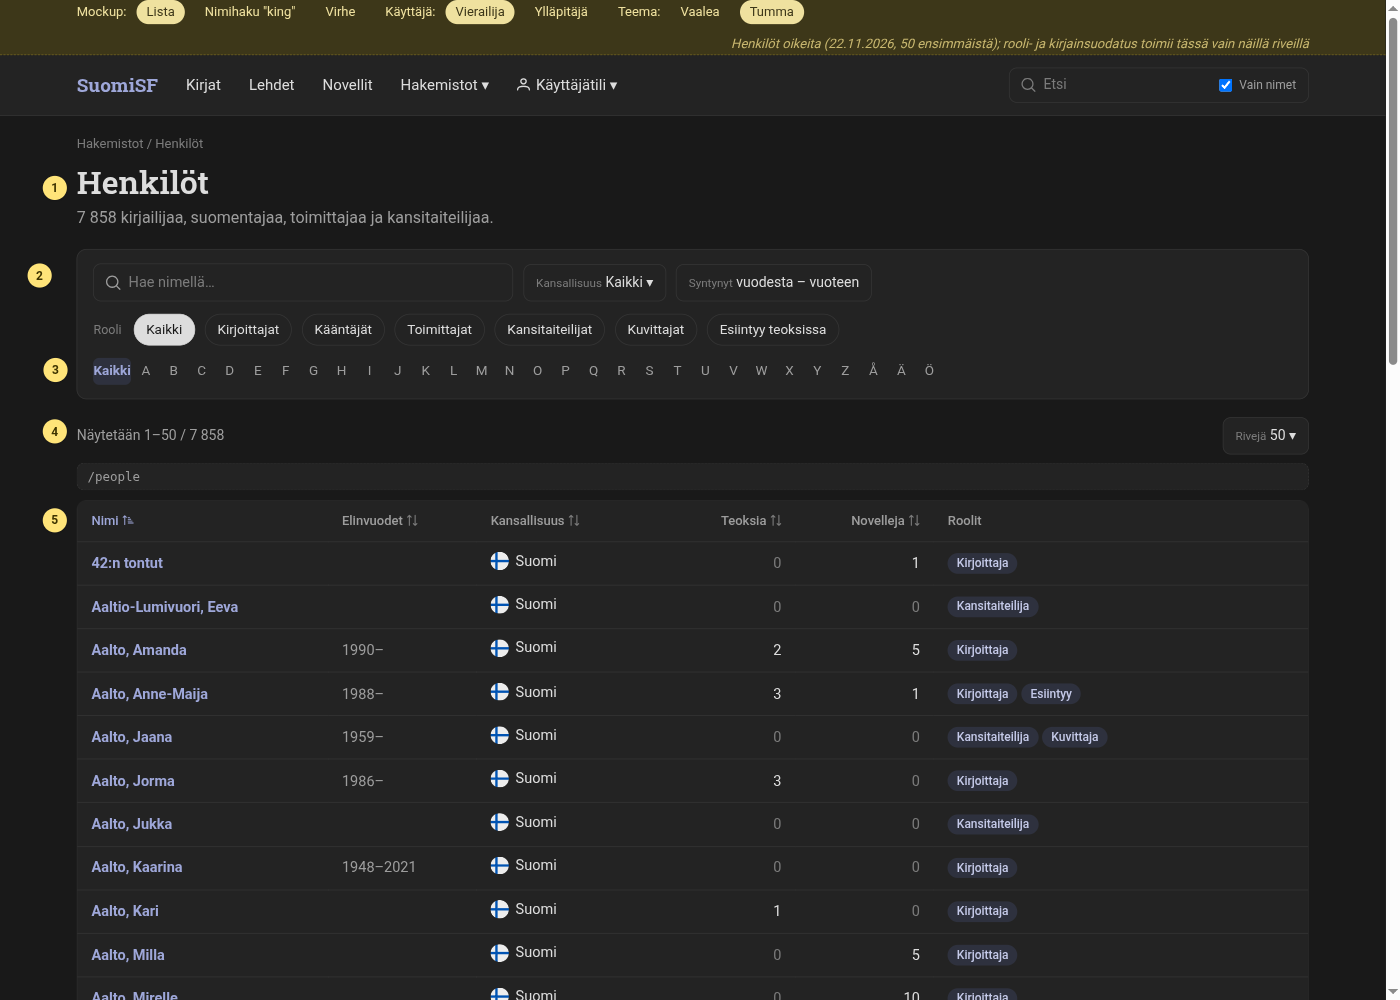 Mockup: Lista Nimihaku "king" Virhe Käyttäjä: Vierailija Ylläpitäjä Teema: Vaalea Tumma
Henkilöt oikeita (22.11.2026, 50 ensimmäistä); rooli- ja kirjainsuodatus toimii tässä vain näillä riveillä
SuomiSF Kirjat Lehdet Novellit Hakemistot ▾ Käyttäjätili ▾ Etsi Vain nimet
Hakemistot / Henkilöt
1 Henkilöt
7 858 kirjailijaa, suomentajaa, toimittajaa ja kansitaiteilijaa.
2 Hae nimellä... Kansallisuus Kaikki ▾ Syntynyt vuodesta – vuoteen
Rooli Kaikki Kirjoittajat Kääntäjät Toimittajat Kansitaiteilijat Kuvittajat Esiintyy teoksissa
3 Kaikki A B C D E F G H I J K L M N O P Q R S T U V W X Y Z Å Ä Ö
4 Näytetään 1–50 / 7 858 Rivejä 50 ▾
/people
5 Nimi Elinvuodet Kansallisuus Teoksia Novelleja Roolit
42:n tontut Suomi 0 1 Kirjoittaja
Aaltio-Lumivuori, Eeva Suomi 0 0 Kansitaiteilija
Aalto, Amanda 1990– Suomi 2 5 Kirjoittaja
Aalto, Anne-Maija 1988– Suomi 3 1 Kirjoittaja Esiintyy
Aalto, Jaana 1959– Suomi 0 0 Kansitaiteilija Kuvittaja
Aalto, Jorma 1986– Suomi 3 0 Kirjoittaja
Aalto, Jukka Suomi 0 0 Kansitaiteilija
Aalto, Kaarina 1948–2021 Suomi 0 0 Kirjoittaja
Aalto, Kari Suomi 1 0 Kirjoittaja
Aalto, Milla Suomi 0 5 Kirjoittaja
Aalto, Mirelle Suomi 0 10 Kirjoittaja